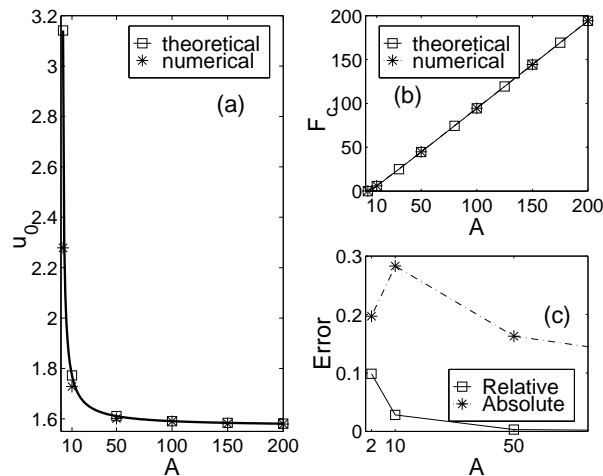 3.2
3
2.8
2.6
2.4
2.2
2
1.8
1.6
u0
10 50 100 150 200
A
theoretical
numerical
(a)
200
150
100
50
0
Fc
10 50 100 150 200
A
theoretical
numerical
(b)
0.3
0.2
0.1
0
Error
2 10 50
A
(c)
Relative
Absolute